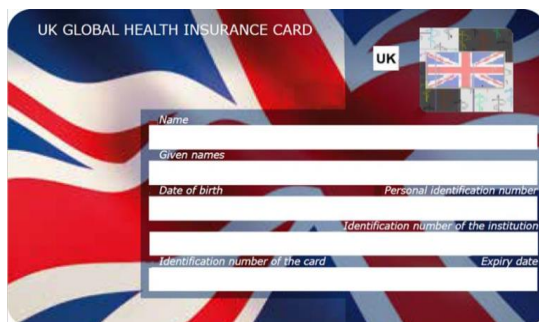 UK GLOBAL HEALTH INSURANCE CARD
UK
Name
Given names
Date of birth Personal identification number
Identification number of the institution
Identification number of the card Expiry date